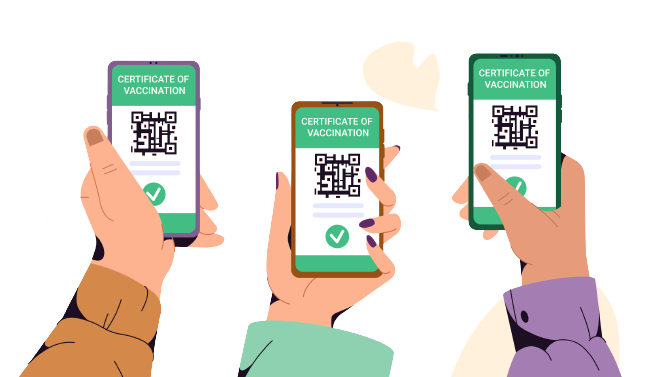 CERTIFICATE OF
VACCINATION
CERTIFICATE OF
VACCINATION
CERTIFICATE OF
VACCINATION